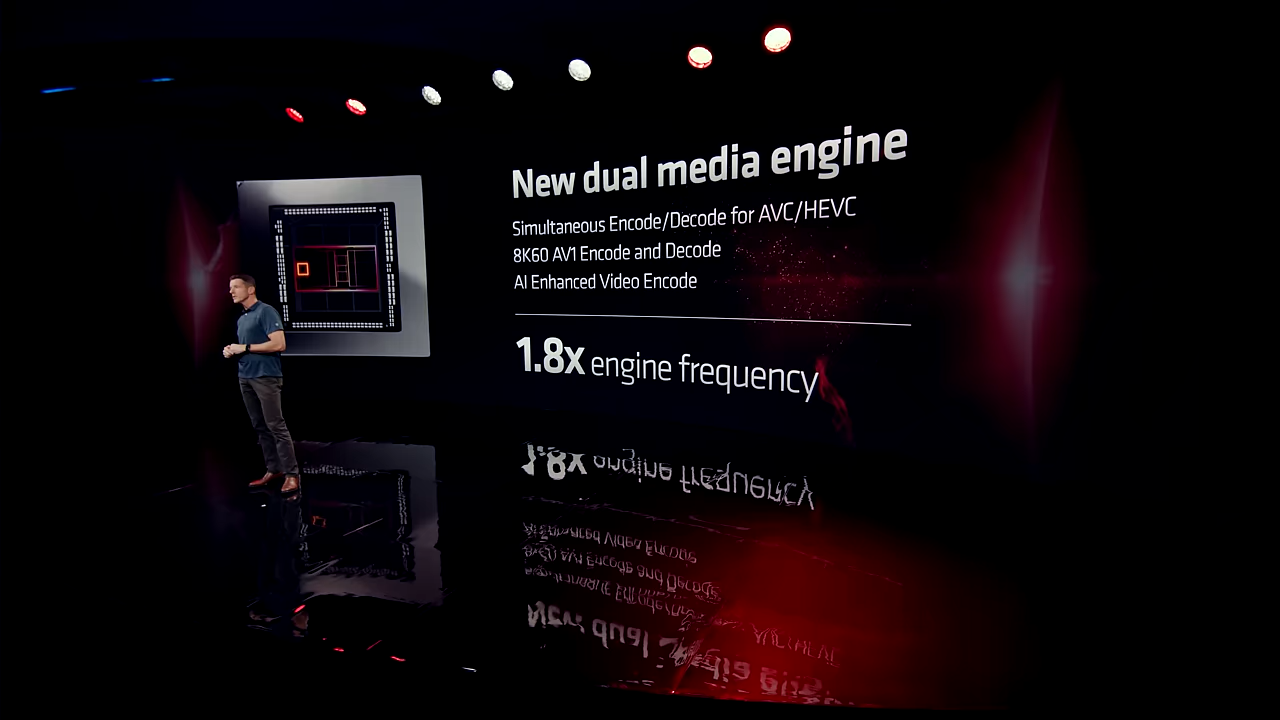 New dual media engine
Simultaneous Encode/Decode for AVC/HEVC
8K60 AV1 Encode and Decode
AI Enhanced Video Encode
1.8x engine frequency